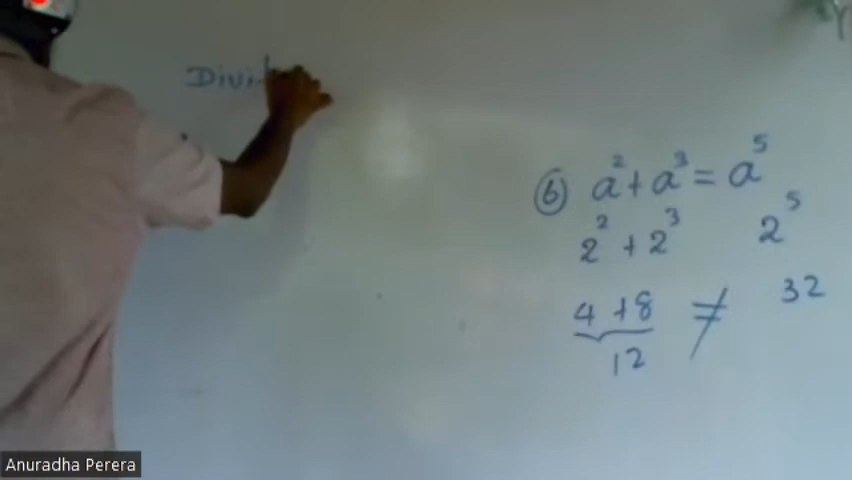 Divi
⑥ a² + a³ = a⁵
2² + 2³ 2⁵
4 + 8 ≠ 32
12
Anuradha Perera